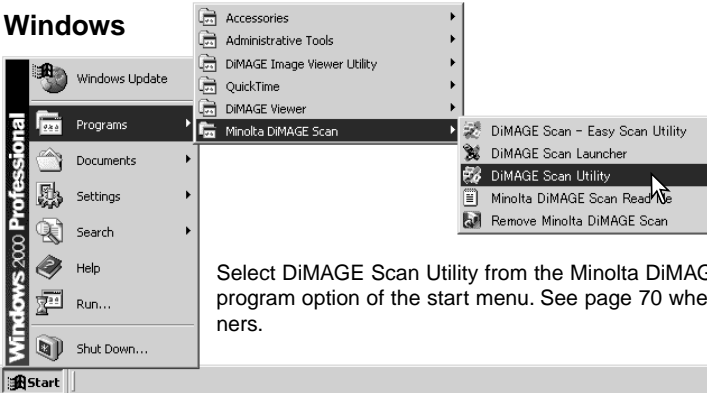 Windows
Accessories
Administrative Tools
DiMAGE Image Viewer Utility
QuickTime
DiMAGE Viewer
Minolta DiMAGE Scan
DiMAGE Scan - Easy Scan Utility
DiMAGE Scan Launcher
DiMAGE Scan Utility
Minolta DiMAGE Scan
Remove Minolta DiMAGE Scan
Windows 2000 Professional
Windows Update
Programs
Documents
Settings
Search
Help
Run...
Shut Down...
Start
Select DiMAGE Scan Utility from the Minolta
program option of the start menu. See page 70
ners.